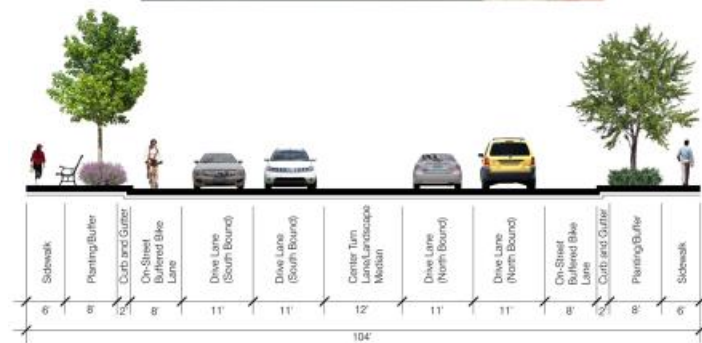 Sidewalk
Planting/Buffer
Curb and Gutter
On-Street
Buffered Bike
Lane
Drive Lane
(South Bound)
Drive Lane
(South Bound)
Center Turn
Lane/Landscape
Median
Drive Lane
(North Bound)
Drive Lane
(North Bound)
On-Street
Buffered Bike
Lane
Curb and Gutter
Planting/Buffer
Sidewalk
6' 8' 2' 8' 11' 11' 12' 11' 11' 8' 2' 8' 6'
104'